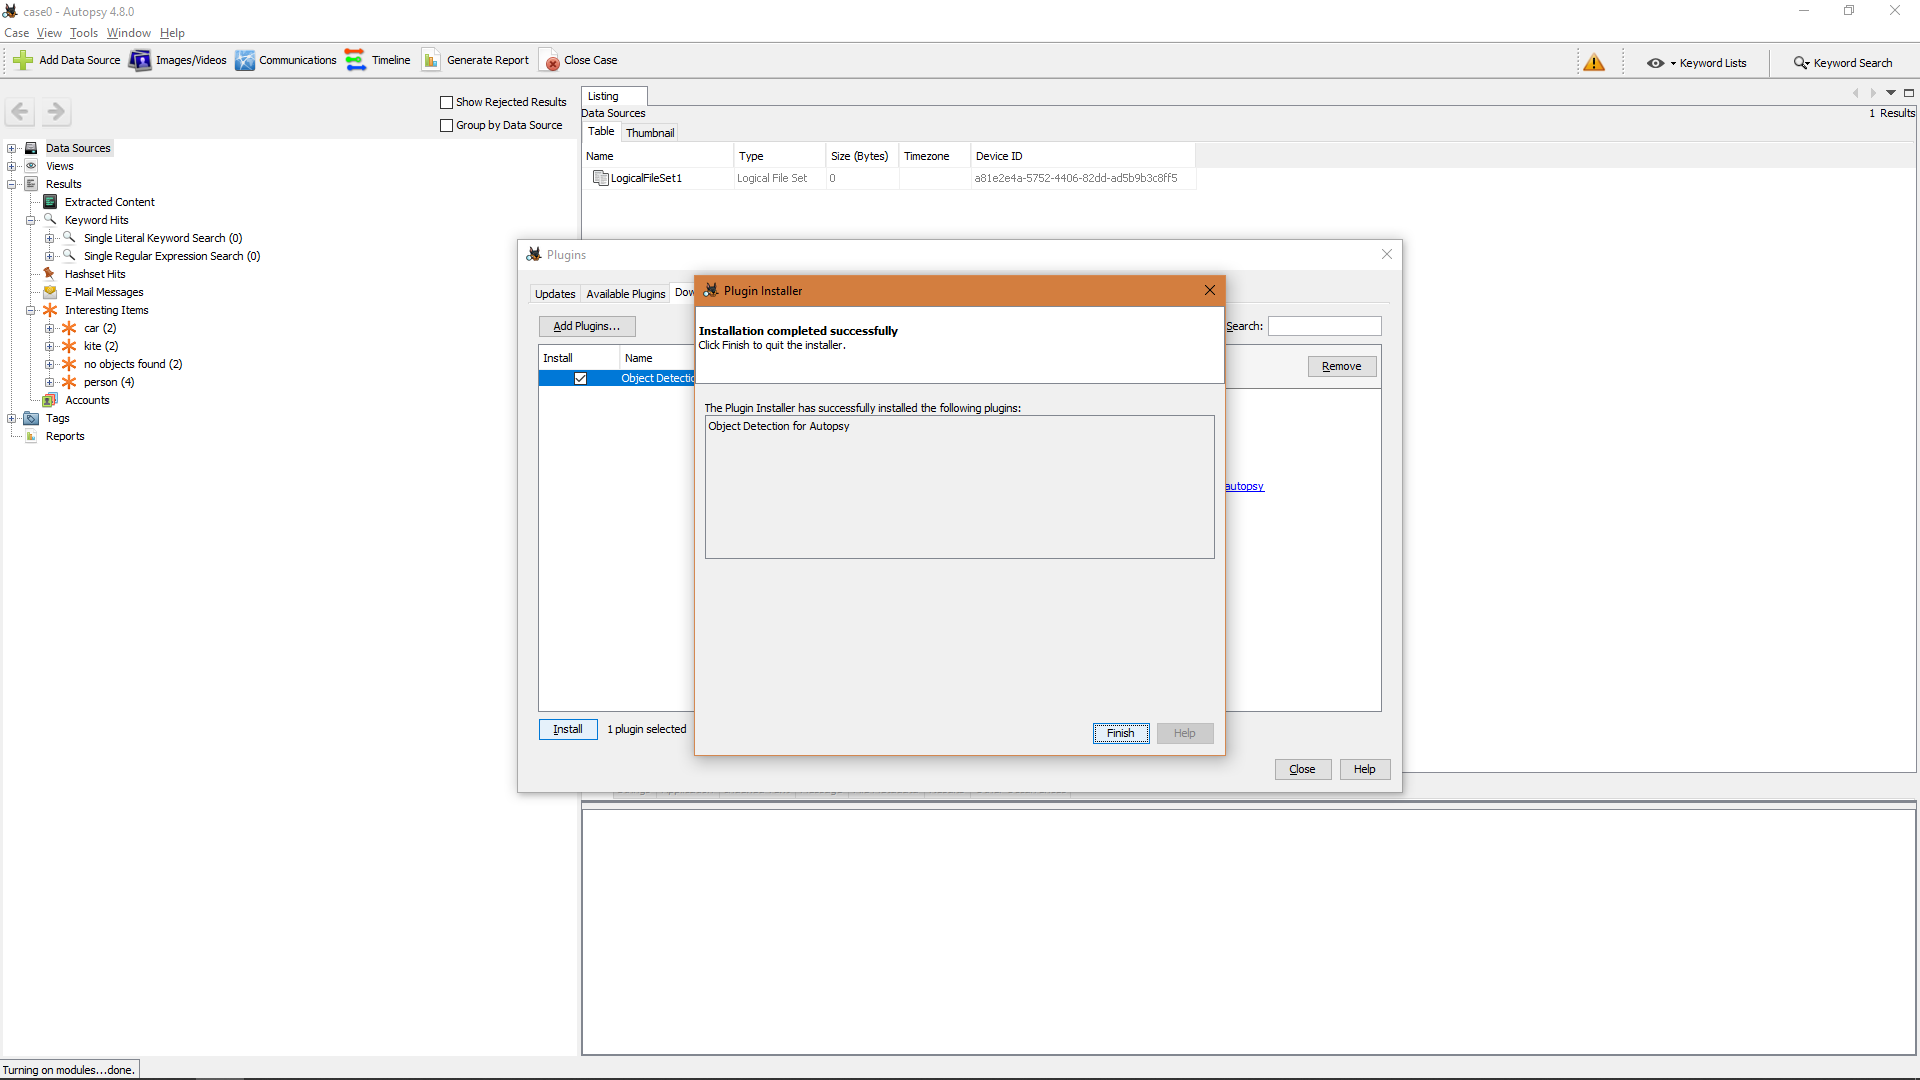 case0 - Autopsy 4.8.0
Case View Tools Window Help
Add Data Source Images/Videos Communications Timeline Generate Report Close Case Keyword Lists Keyword Search
Show Rejected Results
Group by Data Source
Data Sources
Views
Results
Extracted Content
Keyword Hits
Single Literal Keyword Search (0)
Single Regular Expression Search (0)
Hashset Hits
E-Mail Messages
Interesting Items
car (2)
kite (2)
no objects found (2)
person (4)
Accounts
Tags
Reports
Listing
Data Sources 1 Results
Table Thumbnail
Name Type Size (Bytes) Timezone Device ID
LogicalFileSet1 Logical File Set 0 a81e2e4a-5752-4406-82dd-ad5b9b3c8ff5
Plugins
Updates Available Plugins Dow
Add Plugins... Search:
Install Name
Object Detectio
Remove
autopsy
Install 1 plugin selected
Close Help
Plugin Installer
Installation completed successfully
Click Finish to quit the installer.
The Plugin Installer has successfully installed the following plugins:
Object Detection for Autopsy
Finish Help
Turning on modules...done.